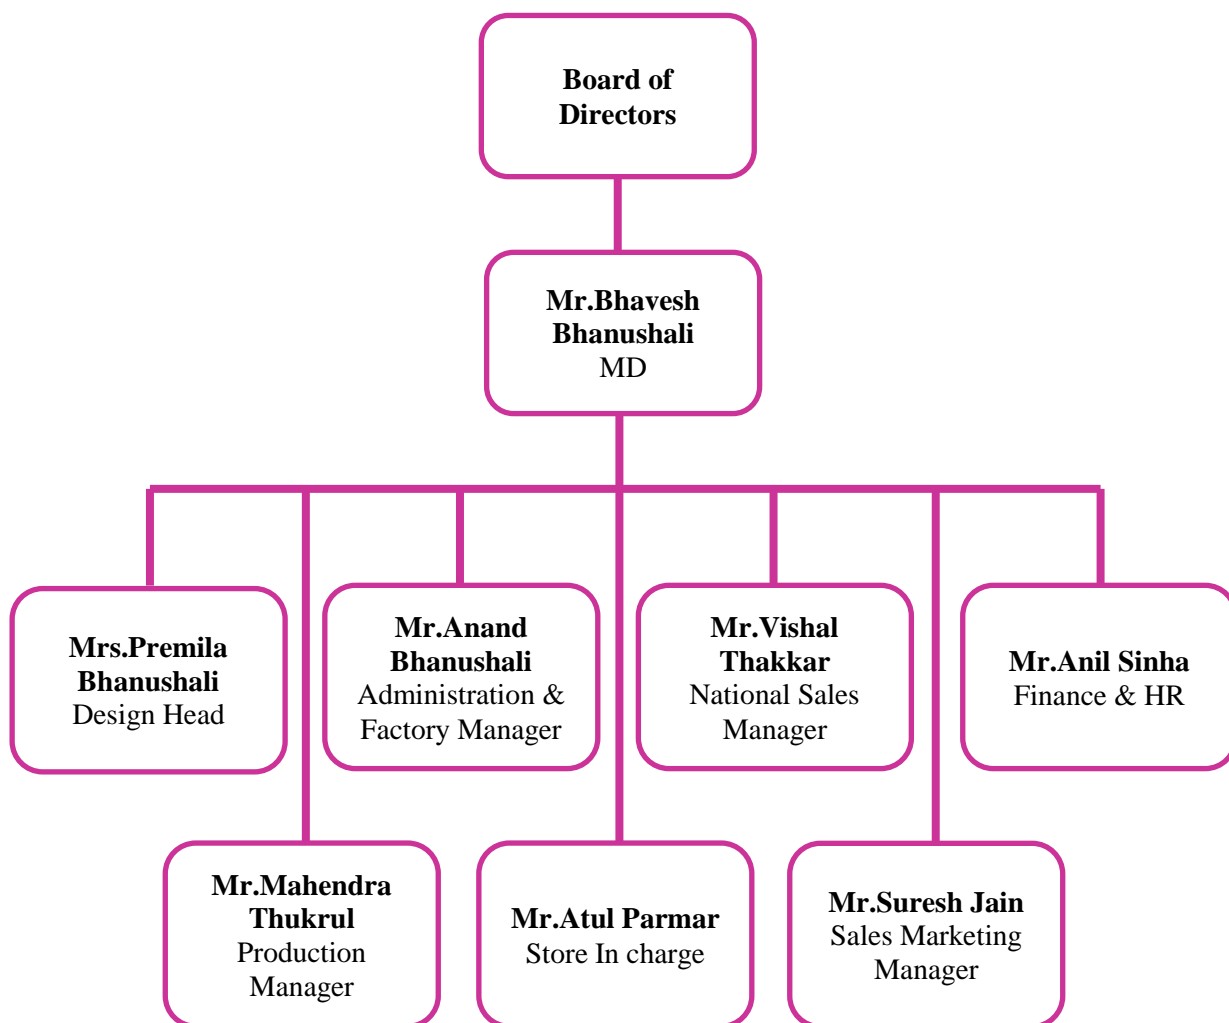 Board of
Directors
Mr.Bhavesh
Bhanushali
MD
Mrs.Premila
Bhanushali
Design Head
Mr.Anand
Bhanushali
Administration &
Factory Manager
Mr.Vishal
Thakkar
National Sales
Manager
Mr.Anil Sinha
Finance & HR
Mr.Mahendra
Thukrul
Production
Manager
Mr.Atul Parmar
Store In charge
Mr.Suresh Jain
Sales Marketing
Manager